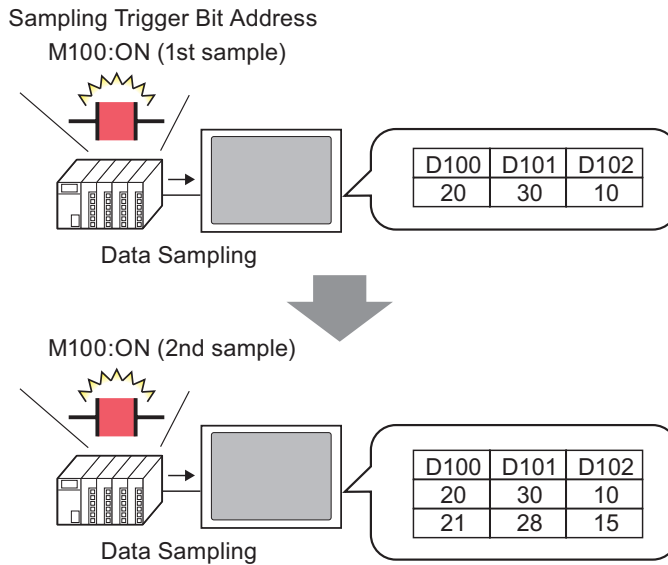 Sampling Trigger Bit Address
M100:ON (1st sample)
D100 D101 D102
20 30 10
Data Sampling
M100:ON (2nd sample)
D100 D101 D102
20 30 10
21 28 15
Data Sampling